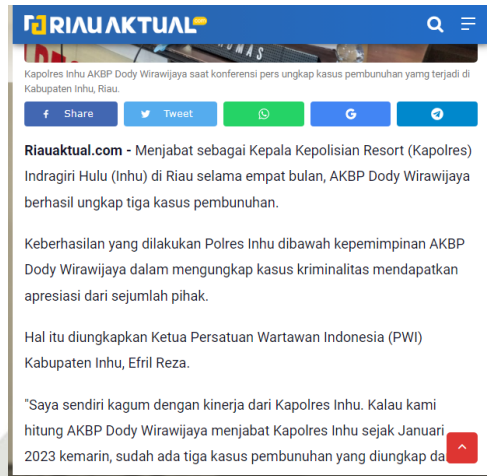 RIAUAKTUAL.com
M A S
Kapolres Inhu AKBP Dody Wirawijaya saat konferensi pers ungkap kasus pembunuhan yamg terjadi di
Kabupaten Inhu, Riau.
Share Tweet G
Riauaktual.com - Menjabat sebagai Kepala Kepolisian Resort (Kapolres)
Indragiri Hulu (Inhu) di Riau selama empat bulan, AKBP Dody Wirawijaya
berhasil ungkap tiga kasus pembunuhan.
Keberhasilan yang dilakukan Polres Inhu dibawah kepemimpinan AKBP
Dody Wirawijaya dalam mengungkap kasus kriminalitas mendapatkan
apresiasi dari sejumlah pihak.
Hal itu diungkapkan Ketua Persatuan Wartawan Indonesia (PWI)
Kabupaten Inhu, Efril Reza.
"Saya sendiri kagum dengan kinerja dari Kapolres Inhu. Kalau kami
hitung AKBP Dody Wirawijaya menjabat Kapolres Inhu sejak Januari
2023 kemarin, sudah ada tiga kasus pembunuhan yang diungkap da